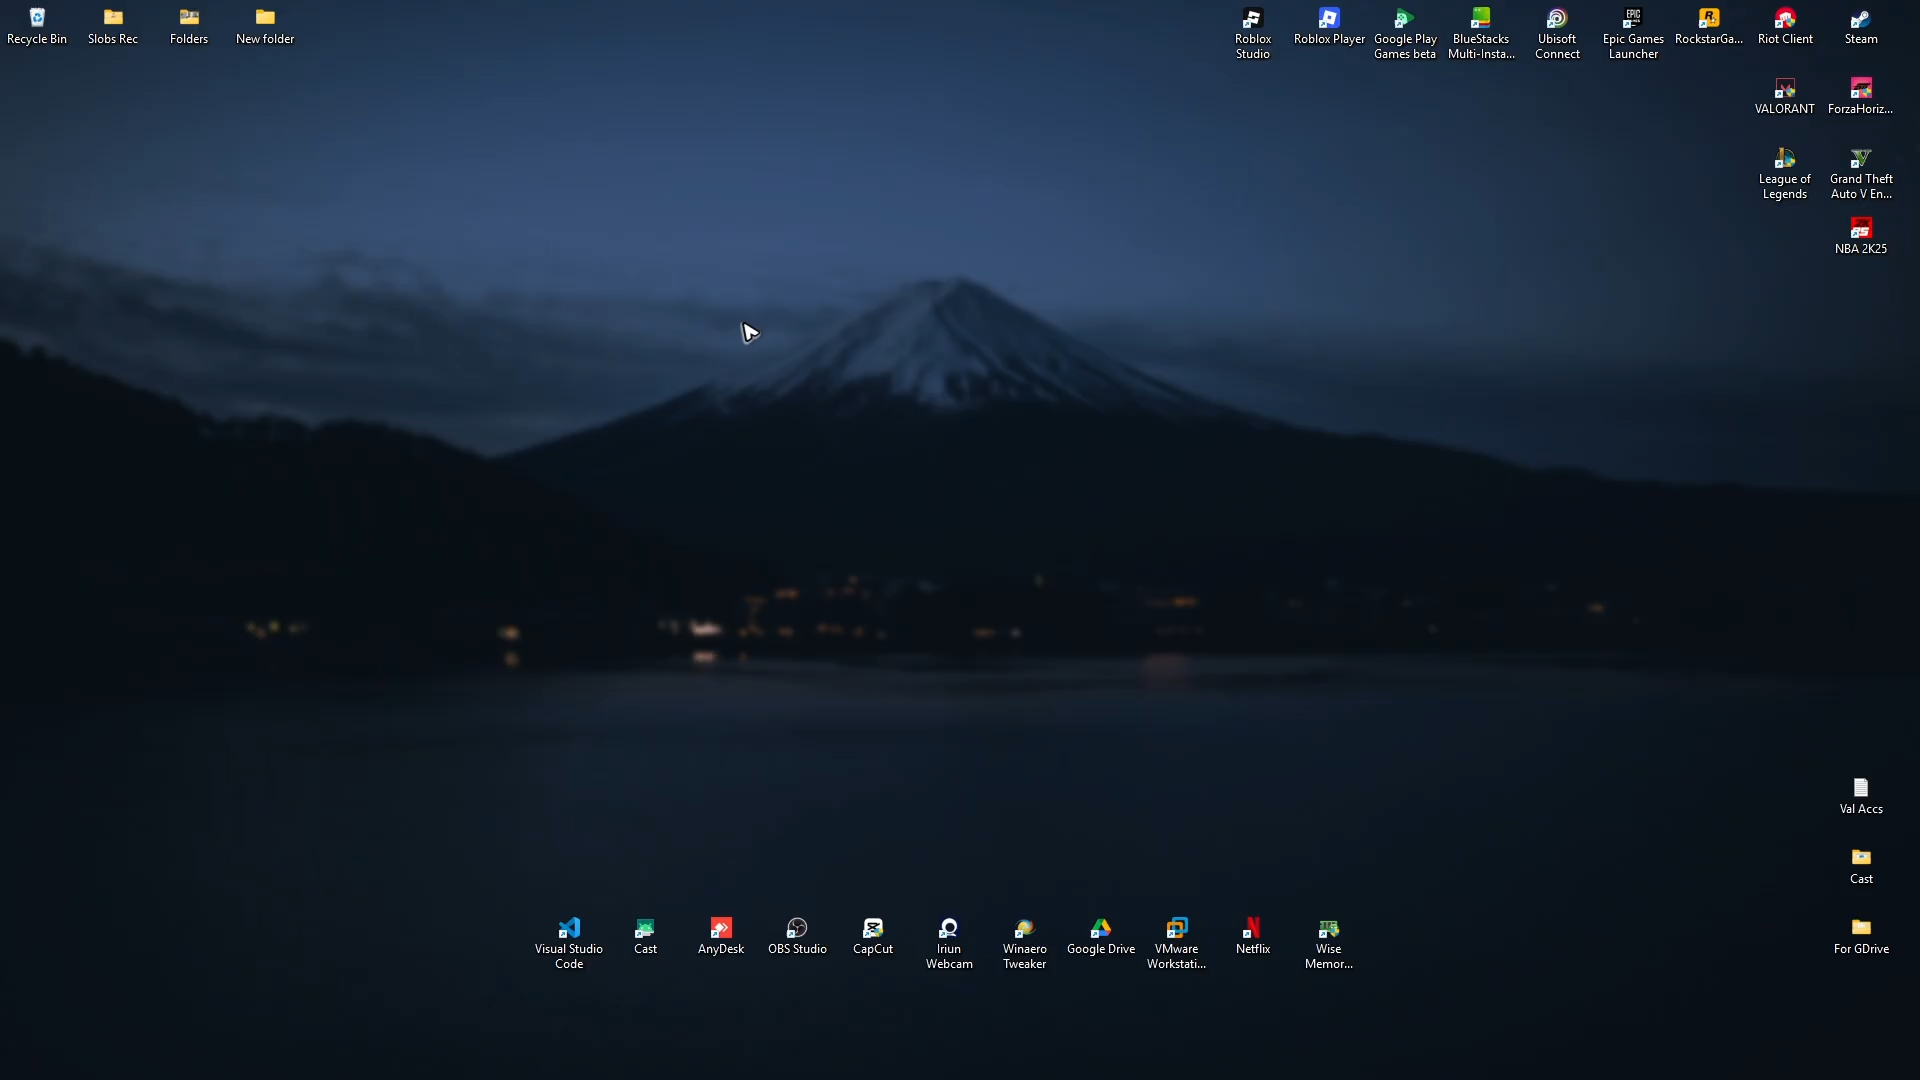 Recycle Bin
Slobs Rec
Folders
New folder
Roblox
Studio
Roblox Player
Google Play
Games beta
BlueStacks
Multi-Insta...
Ubisoft
Connect
EPIC
GAMES
Epic Games
Launcher
RockstarGa...
Riot Client
Steam
VALORANT
ForzaHoriz...
League of
Legends
Grand Theft
Auto V En...
NBA 2K25
Val Accs
Cast
For GDrive
Visual Studio
Code
Cast
AnyDesk
OBS Studio
CapCut
Iriun
Webcam
Winaero
Tweaker
Google Drive
VMware
Workstati...
Netflix
Wise
Memor...